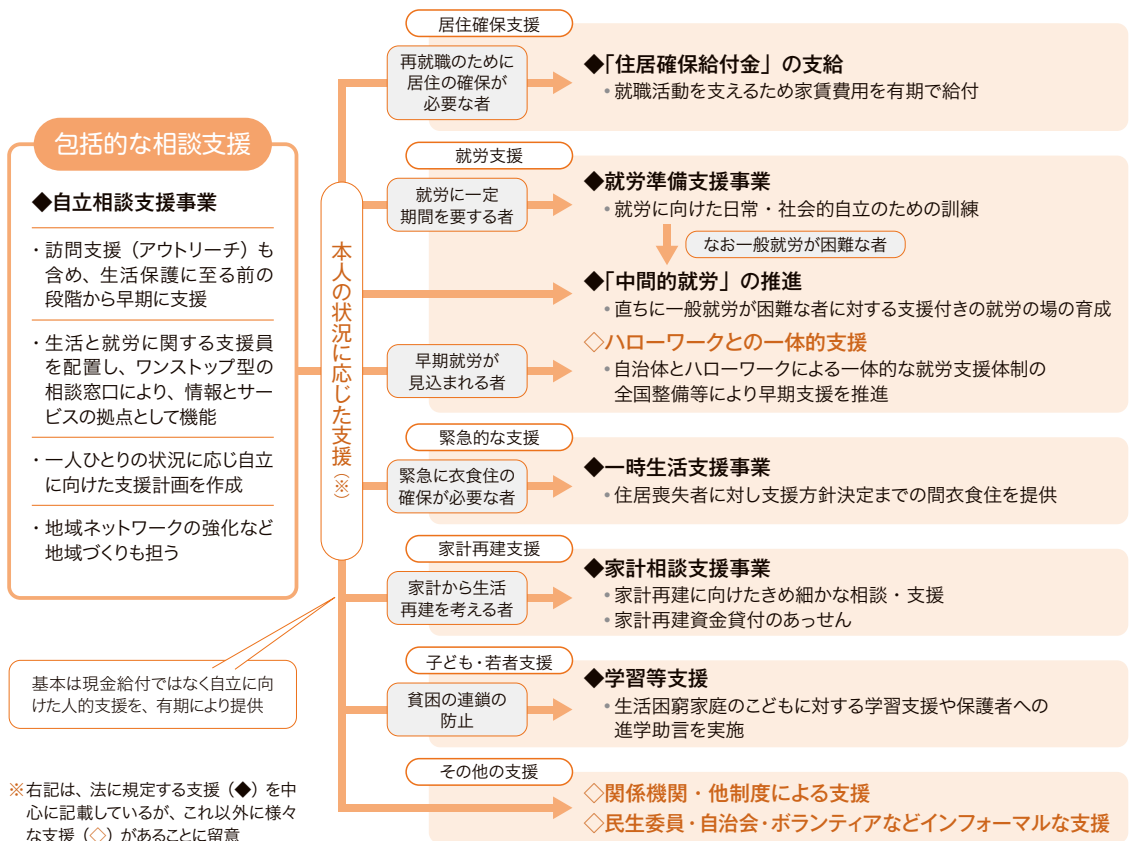 包括的な相談支援
◆自立相談支援事業
・訪問支援（アウトリーチ）も
含め、生活保護に至る前の
段階から早期に支援
・生活と就労に関する支援員
を配置し、ワンストップ型の
相談窓口により、情報とサー
ビスの拠点として機能
・一人ひとりの状況に応じ自立
に向けた支援計画を作成
・地域ネットワークの強化など
地域づくりも担う
基本は現金給付ではなく自立に向
けた人的支援を、有期により提供
※右記は、法に規定する支援（◆）を中
心に記載しているが、これ以外に様々
な支援（◇）があることに留意
本人の状況に応じた支援（※）
居住確保支援
再就職のために
居住の確保が
必要な者
◆「住居確保給付金」の支給
•就職活動を支えるため家賃費用を有期で給付
就労支援
就労に一定
期間を要する者
◆就労準備支援事業
•就労に向けた日常・社会的自立のための訓練
なお一般就労が困難な者
◆「中間的就労」の推進
•直ちに一般就労が困難な者に対する支援付きの就労の場の育成
早期就労が
見込まれる者
◇ハローワークとの一体的支援
•自治体とハローワークによる一体的な就労支援体制の
全国整備等により早期支援を推進
緊急的な支援
緊急に衣食住の
確保が必要な者
◆一時生活支援事業
•住居喪失者に対し支援方針決定までの間衣食住を提供
家計再建支援
家計から生活
再建を考える者
◆家計相談支援事業
•家計再建に向けたきめ細かな相談・支援
•家計再建資金貸付のあっせん
子ども・若者支援
貧困の連鎖の
防止
◆学習等支援
•生活困窮家庭のこどもに対する学習支援や保護者への
進学助言を実施
その他の支援
◇関係機関・他制度による支援
◇民生委員・自治会・ボランティアなどインフォーマルな支援